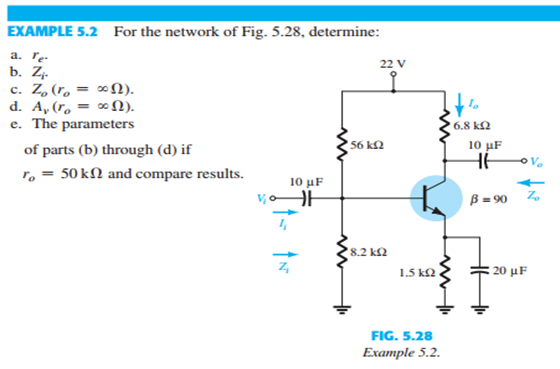 EXAMPLE 5.2 For the network of Fig. 5.28, determine:
a. rₑ.
b. Zᵢ.
c. Zₒ (rₒ = ∞Ω).
d. Aᵥ (rₒ = ∞Ω).
e. The parameters
of parts (b) through (d) if
rₒ = 50 kΩ and compare results.
22 V
Iₒ
6.8 kΩ
56 kΩ
10 μF
Vₒ
10 μF
Vᵢ
β = 90
Zₒ
Iᵢ
8.2 kΩ
Zᵢ
1.5 kΩ
20 μF
FIG. 5.28
Example 5.2.